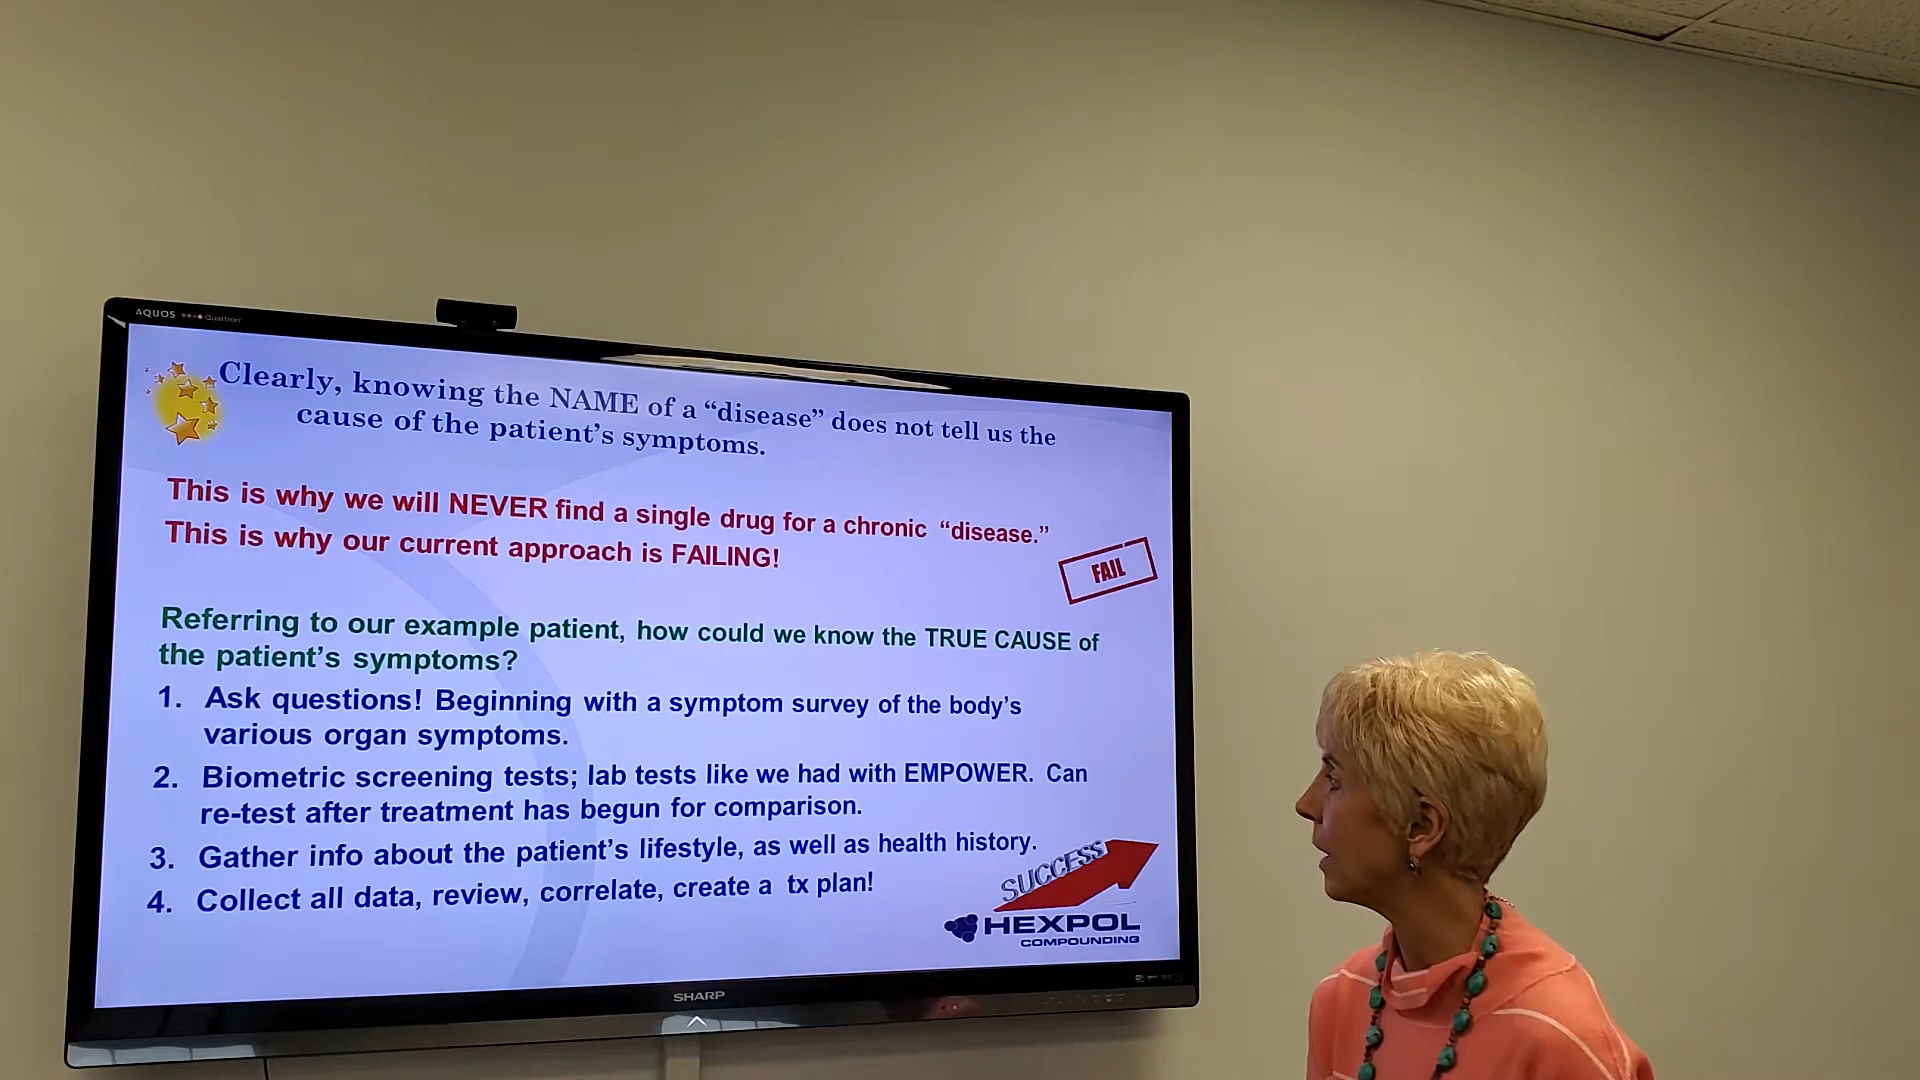 AQUOS Quattron
Clearly, knowing the NAME of a “disease” does not tell us the
cause of the patient’s symptoms.
This is why we will NEVER find a single drug for a chronic “disease.”
This is why our current approach is FAILING!
FAIL
Referring to our example patient, how could we know the TRUE CAUSE of
the patient’s symptoms?
1. Ask questions! Beginning with a symptom survey of the body’s
various organ symptoms.
2. Biometric screening tests; lab tests like we had with EMPOWER. Can
re-test after treatment has begun for comparison.
3. Gather info about the patient’s lifestyle, as well as health history.
4. Collect all data, review, correlate, create a tx plan!
SUCCESS
HEXPOL
COMPOUNDING
SHARP